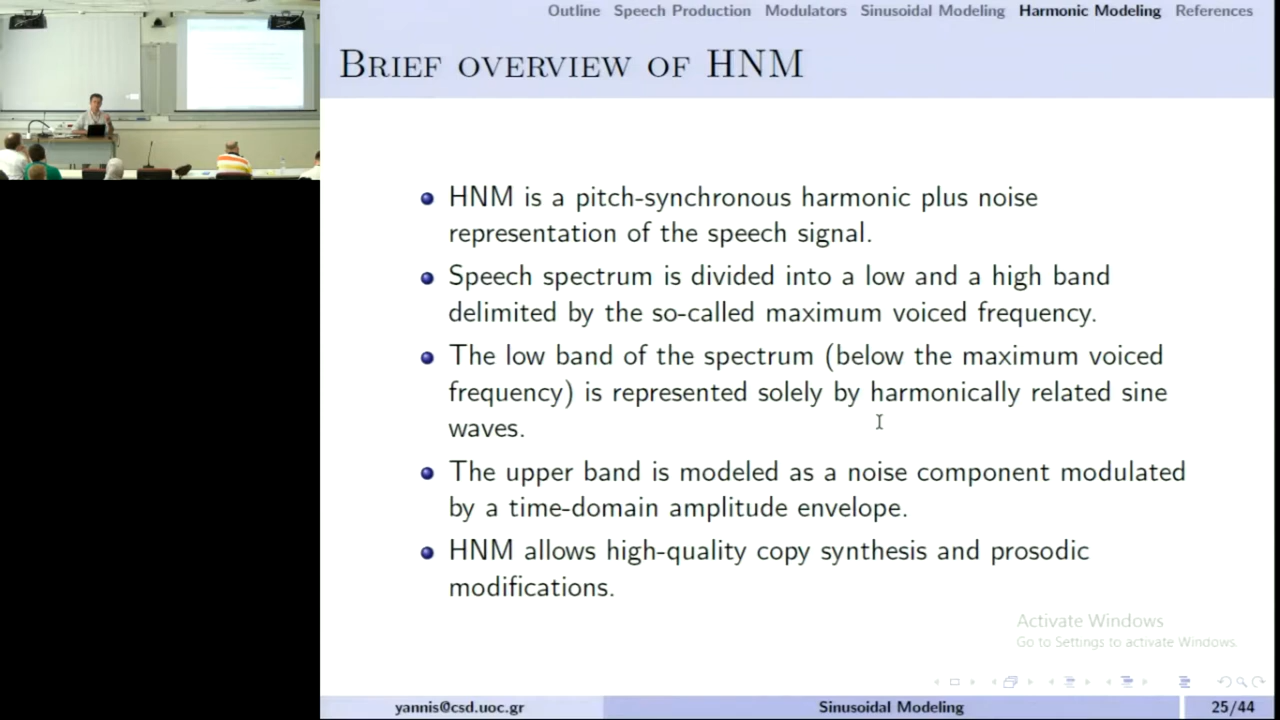 Outline Speech Production Modulators Sinusoidal Modeling Harmonic Modeling References
Brief overview of HNM
HNM is a pitch-synchronous harmonic plus noise
representation of the speech signal.
Speech spectrum is divided into a low and a high band
delimited by the so-called maximum voiced frequency.
The low band of the spectrum (below the maximum voiced
frequency) is represented solely by harmonically related sine
waves.
The upper band is modeled as a noise component modulated
by a time-domain amplitude envelope.
HNM allows high-quality copy synthesis and prosodic
modifications.
Activate Windows
Go to Settings to activate Windows.
yannis@csd.uoc.gr Sinusoidal Modeling 25/44